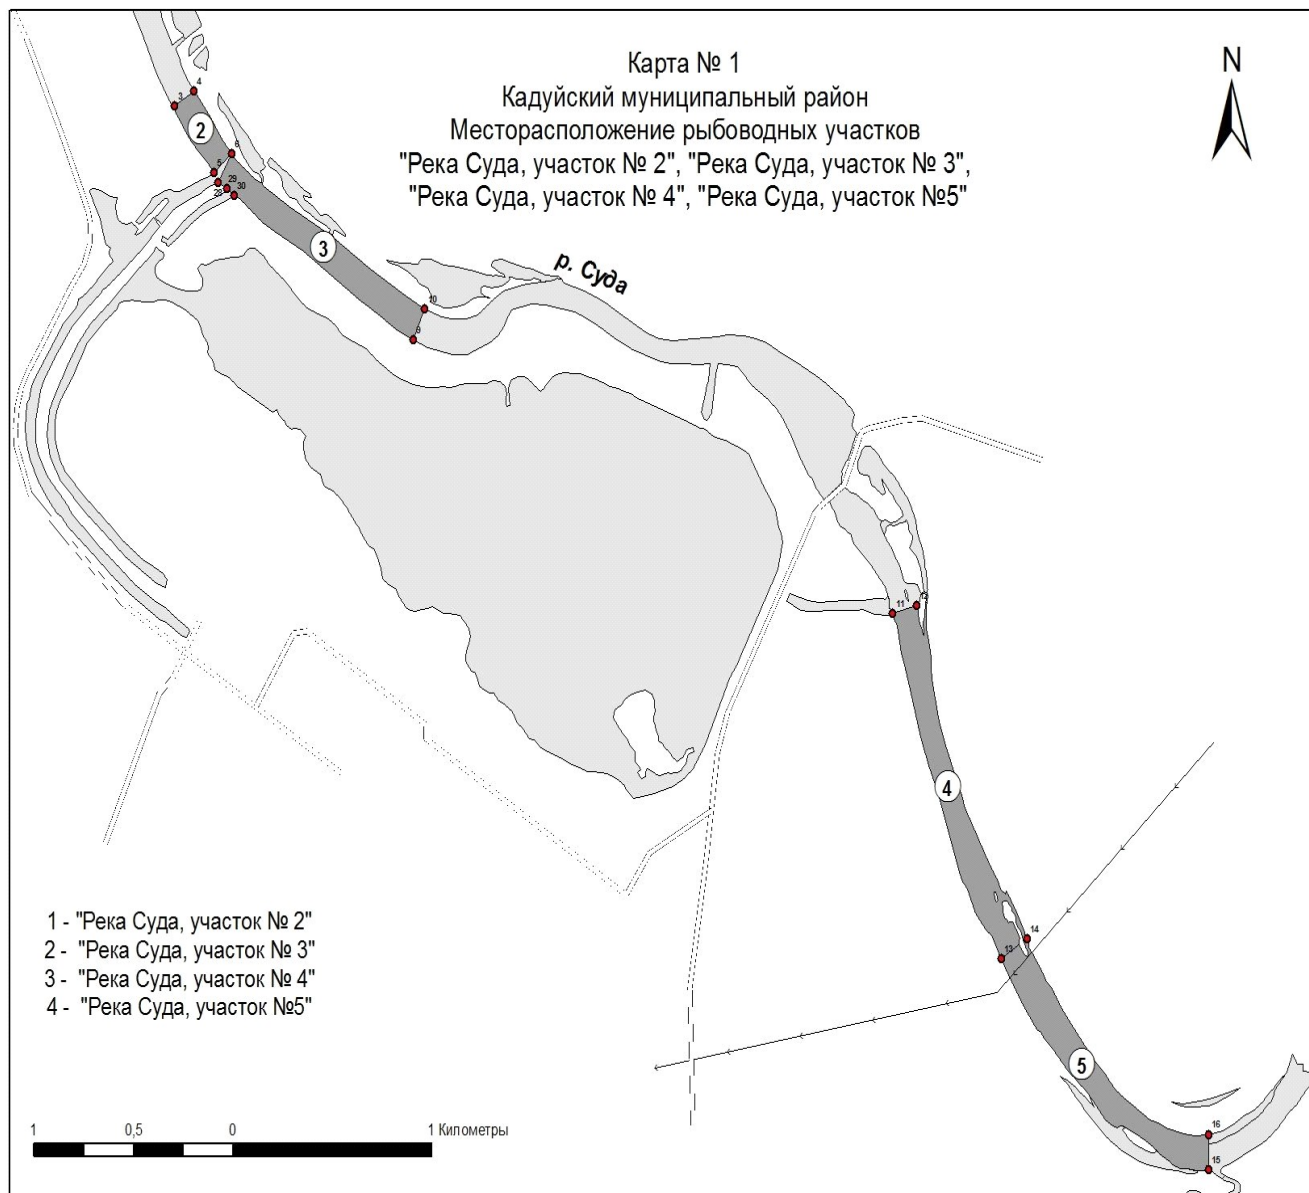 Карта № 1
Кадуйский муниципальный район
Месторасположение рыбоводных участков
"Река Суда, участок № 2", "Река Суда, участок № 3",
"Река Суда, участок № 4", "Река Суда, участок №5"
N
4
3
2
6
5
29
28
30
3
р. Суда
10
9
11
12
4
14
13
5
16
15
1 - "Река Суда, участок № 2"
2 - "Река Суда, участок № 3"
3 - "Река Суда, участок № 4"
4 - "Река Суда, участок №5"
1 0,5 0 1 Километры